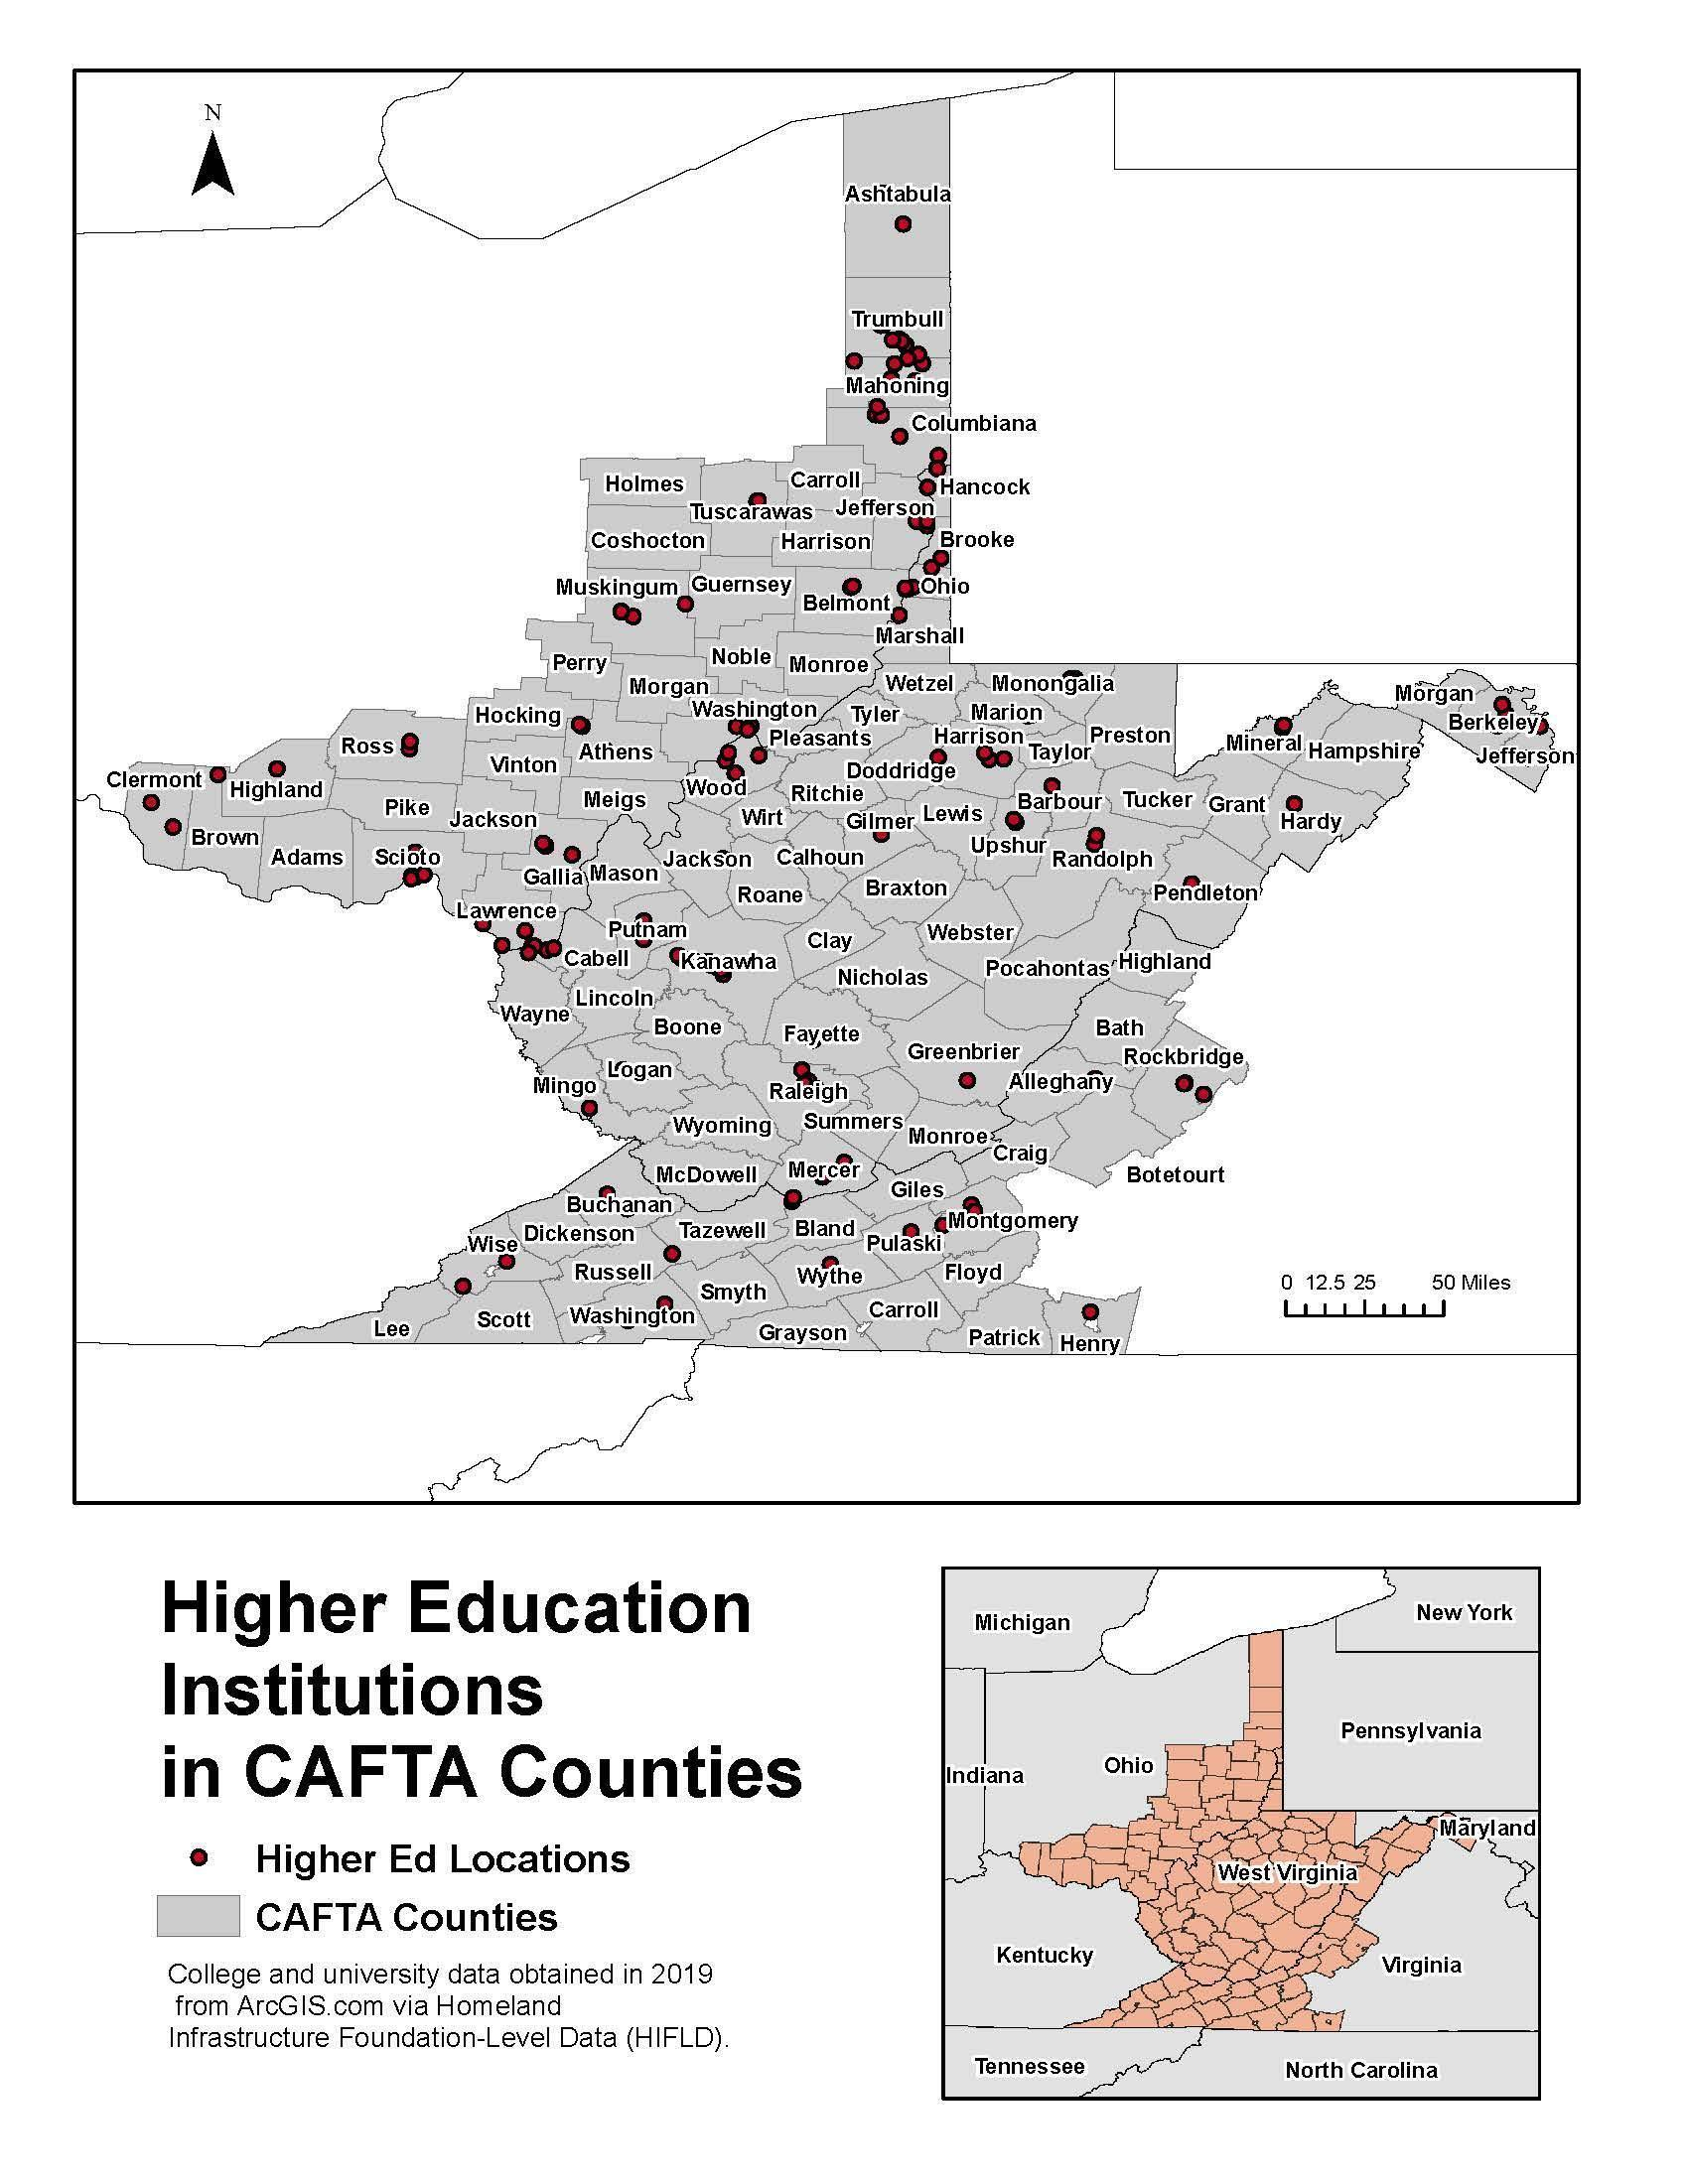 N
Ashtabula
Trumbull
Mahoning
Columbiana
Holmes
Carroll
Hancock
Tuscarawas
Jefferson
Coshocton
Harrison
Brooke
Muskingum
Guernsey
Belmont
Ohio
Marshall
Perry
Noble
Monroe
Morgan
Wetzel
Monongalia
Morgan
Hocking
Washington
Tyler
Marion
Berkeley
Ross
Athens
Pleasants
Harrison
Taylor
Preston
Mineral
Hampshire
Jefferson
Clermont
Highland
Vinton
Doddridge
Wood
Ritchie
Pike
Meigs
Barbour
Tucker
Grant
Hardy
Brown
Jackson
Wirt
Gilmer
Lewis
Adams
Scioto
Jackson
Calhoun
Upshur
Randolph
Gallia
Mason
Roane
Braxton
Pendleton
Lawrence
Putnam
Clay
Webster
Cabell
Kanawha
Nicholas
Pocahontas
Highland
Lincoln
Wayne
Boone
Fayette
Bath
Greenbrier
Rockbridge
Logan
Mingo
Raleigh
Alleghany
Wyoming
Summers
Monroe
Craig
McDowell
Mercer
Botetourt
Buchanan
Giles
Dickenson
Tazewell
Bland
Montgomery
Wise
Pulaski
Russell
Wythe
Floyd
Smyth
Scott
Washington
Carroll
Lee
Grayson
Patrick
Henry
0 12.5 25 50 Miles
Higher Education
Institutions
in CAFTA Counties
Higher Ed Locations
CAFTA Counties
College and university data obtained in 2019
from ArcGIS.com via Homeland
Infrastructure Foundation-Level Data (HIFLD).
Michigan
New York
Pennsylvania
Ohio
Indiana
Maryland
West Virginia
Kentucky
Virginia
Tennessee
North Carolina